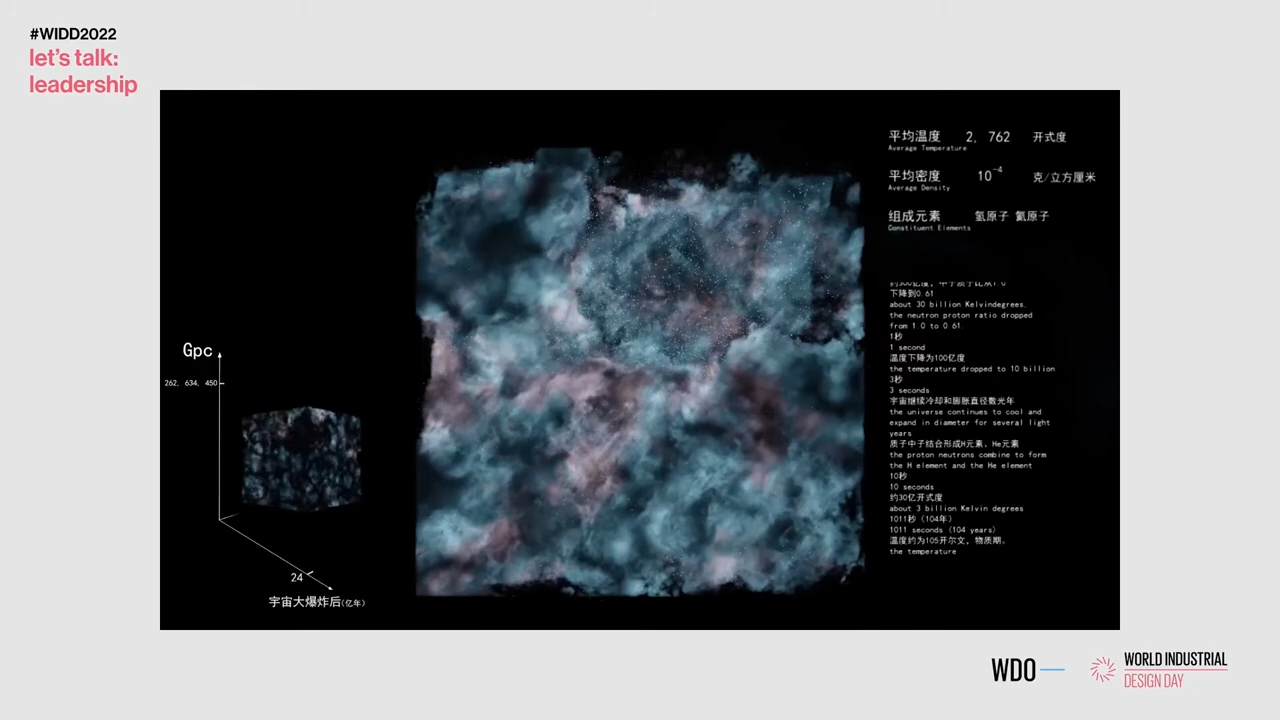 #WIDD2022
let's talk:
leadership
平均温度 2, 762 开式度
Average Temperature
平均密度 10⁻⁴ 克/立方厘米
Average Density
组成元素 氢原子 氦原子
Constituent Elements
下降到0.61
about 30 billion Kelvindegrees.
the neutron proton ratio dropped
from 1.0 to 0.61
1秒
1 second
温度下降为100亿度
the temperature dropped to 10 billion
3秒
3 seconds
宇宙继续冷却和膨胀直径数光年
the universe continues to cool and
expand in diameter for several light
years
质子中子结合形成H元素、He元素
the proton neutrons combine to form
the H element and the He element
10秒
10 seconds
约30亿开式度
about 3 billion Kelvin degrees
1011秒（104年）
1011 seconds (104 years)
温度约为105开尔文，物质期。
the temperature
Gpc
262, 634, 450
24
宇宙大爆炸后(亿年)
WDO
WORLD INDUSTRIAL
DESIGN DAY